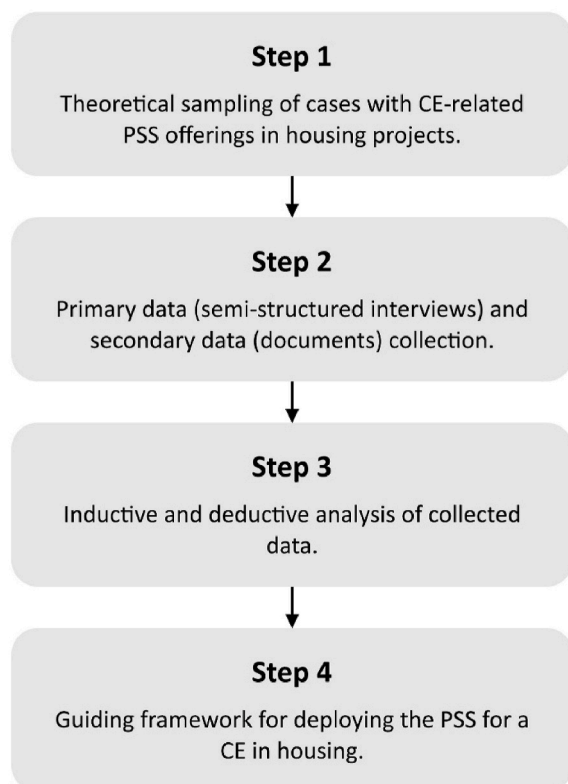 Step 1
Theoretical sampling of cases with CE-related
PSS offerings in housing projects.
Step 2
Primary data (semi-structured interviews) and
secondary data (documents) collection.
Step 3
Inductive and deductive analysis of collected
data.
Step 4
Guiding framework for deploying the PSS for a
CE in housing.